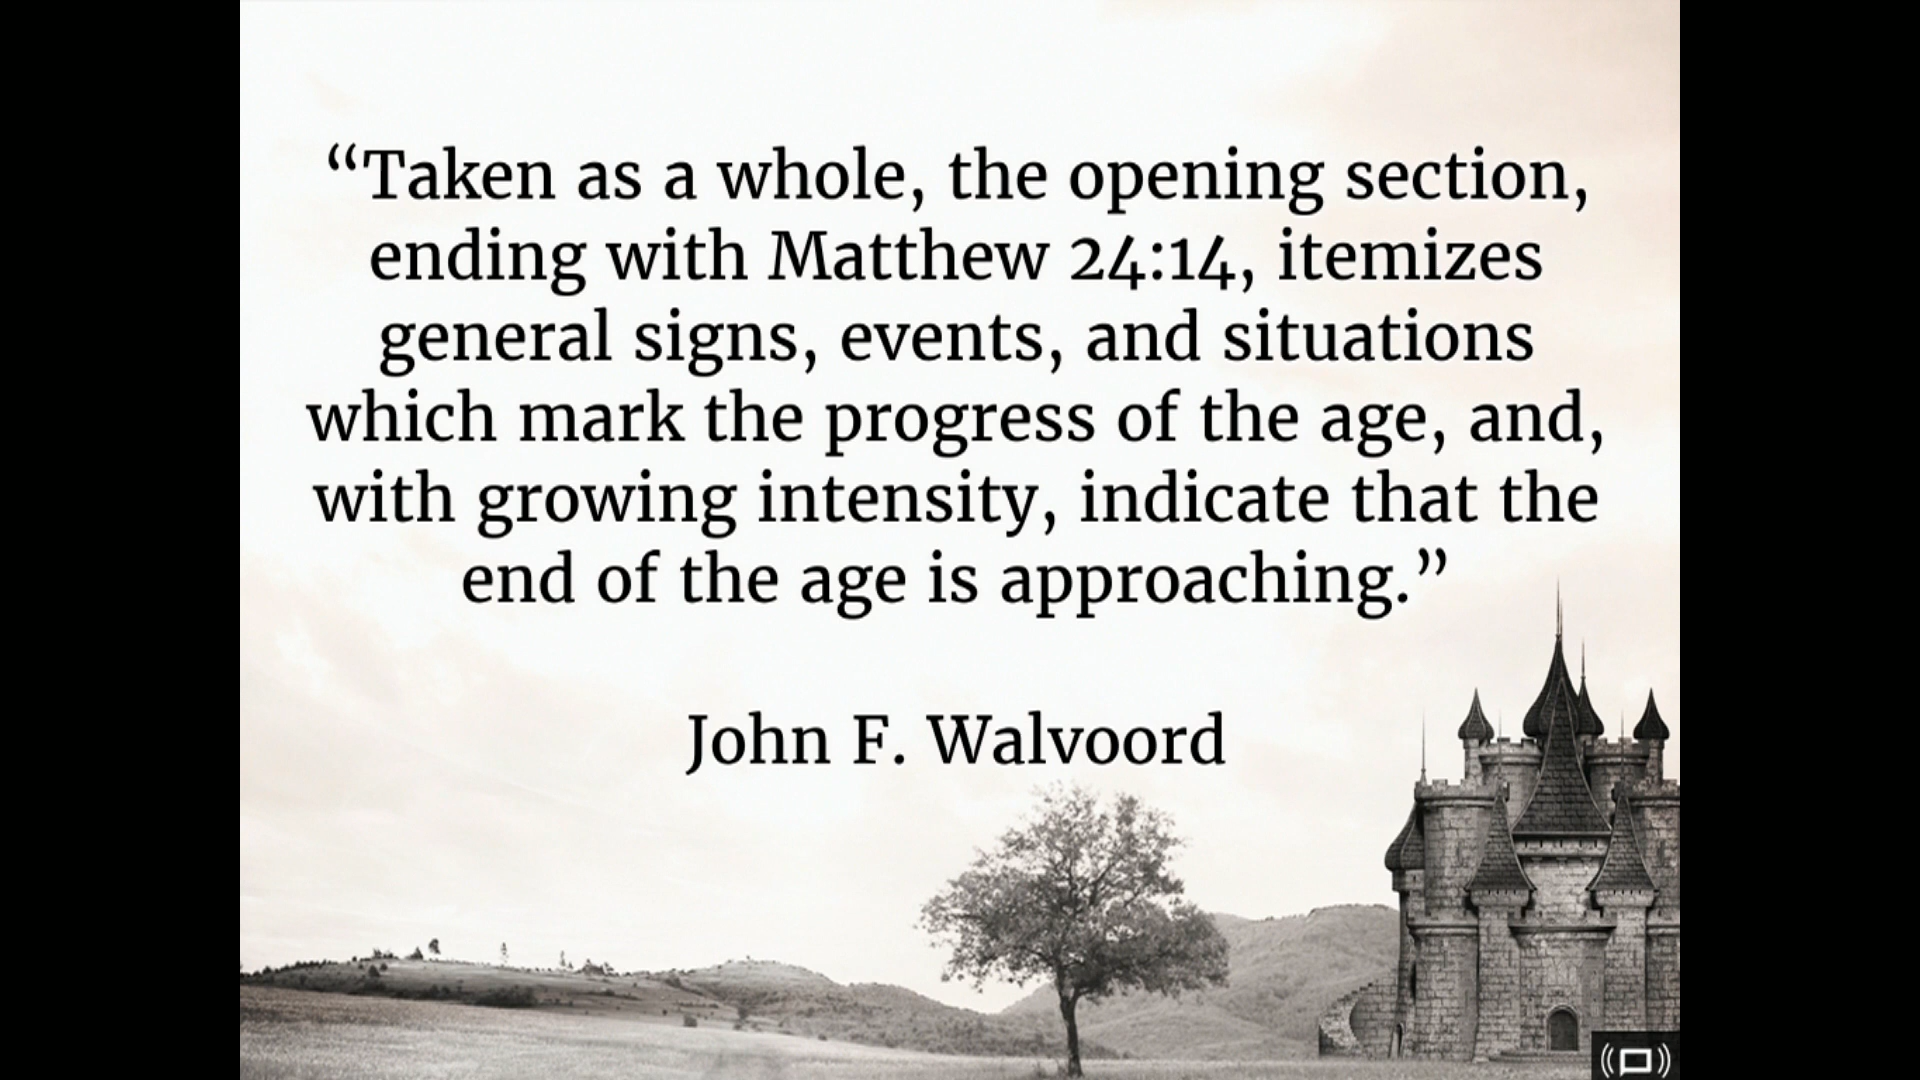 “Taken as a whole, the opening section,
ending with Matthew 24:14, itemizes
general signs, events, and situations
which mark the progress of the age, and,
with growing intensity, indicate that the
end of the age is approaching.”
John F. Walvoord